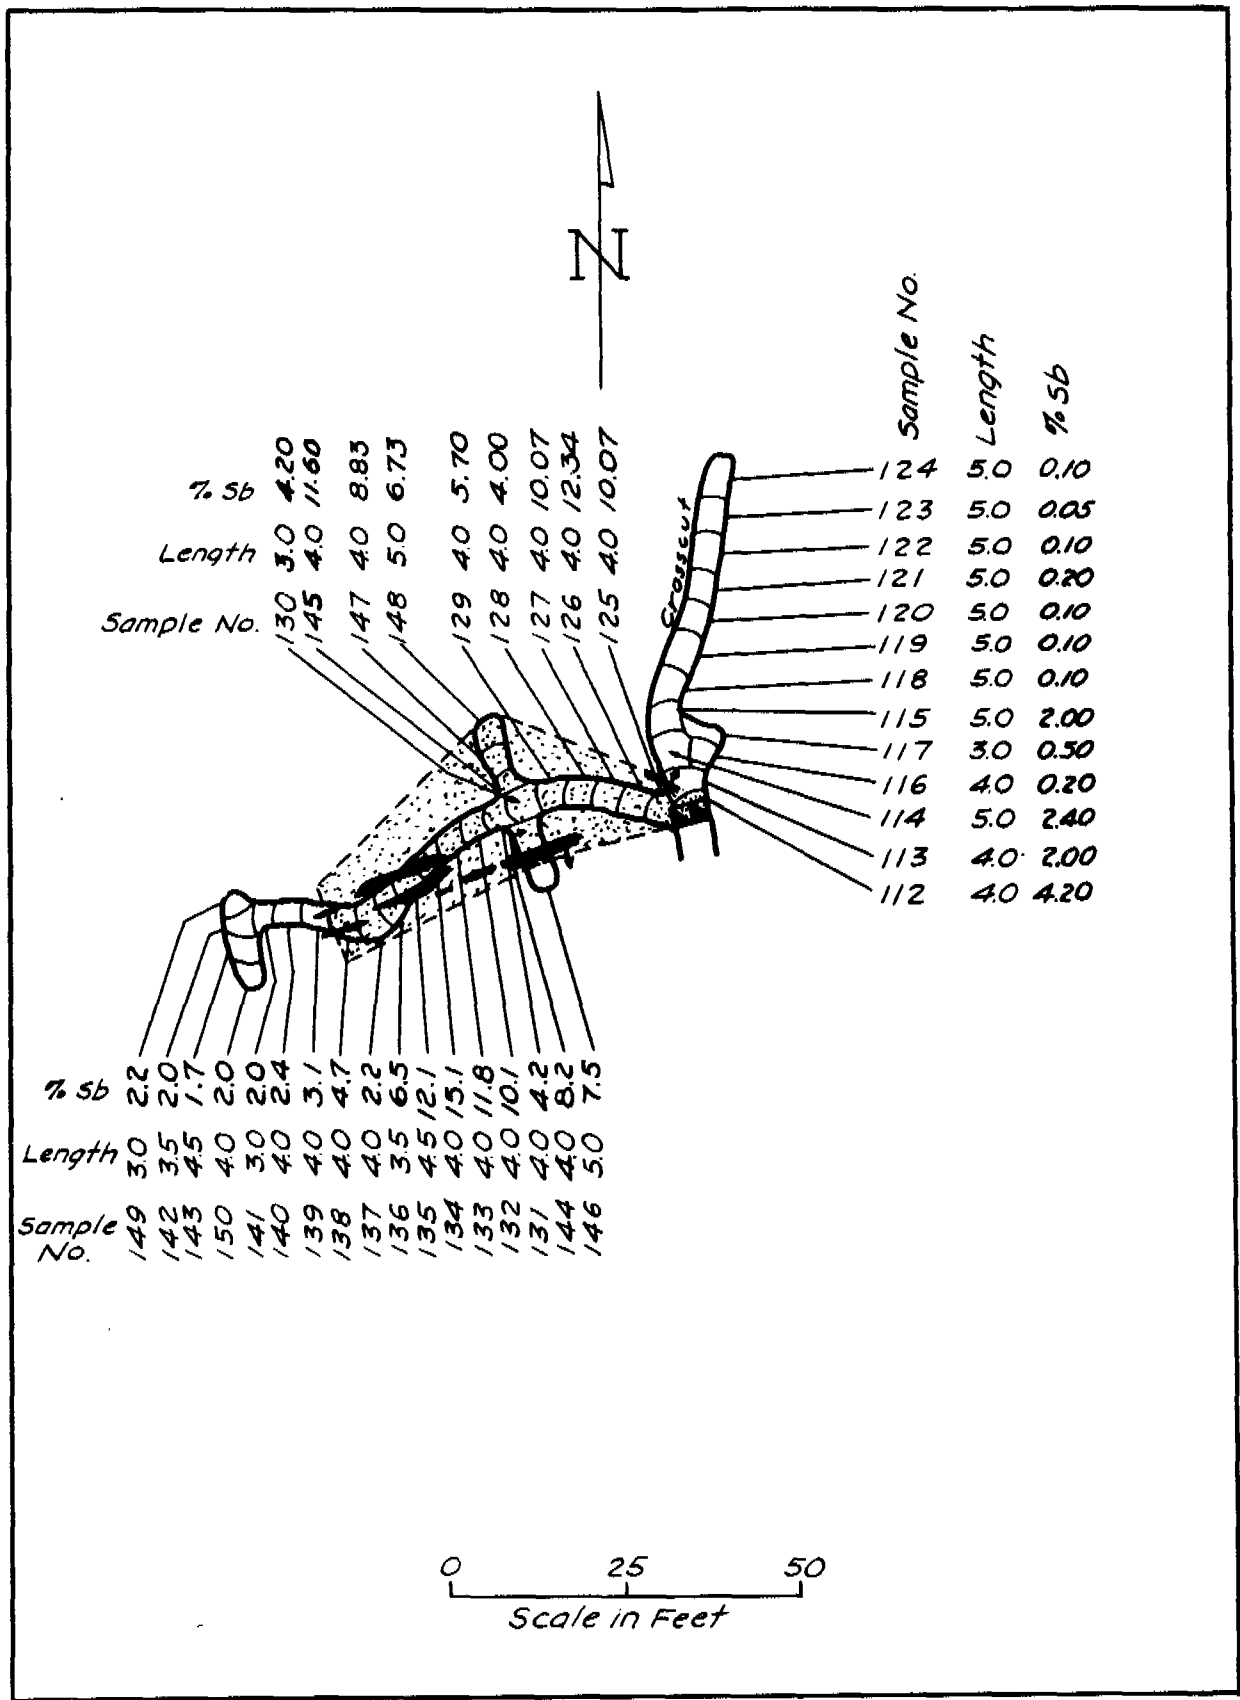 N
Sample No. Length % Sb
124 5.0 0.10
123 5.0 0.05
122 5.0 0.10
121 5.0 0.20
120 5.0 0.10
119 5.0 0.10
118 5.0 0.10
115 5.0 2.00
117 3.0 0.50
116 4.0 0.20
114 5.0 2.40
113 4.0 2.00
112 4.0 4.20
Crosscut
% Sb 4.20 11.60 8.83 6.73 5.70 4.00 10.07 12.34 10.07
Length 3.0 4.0 4.0 5.0 4.0 4.0 4.0 4.0 4.0
Sample No. 130 145 147 148 129 128 127 126 125
% Sb 2.2 2.0 1.7 2.0 2.0 2.4 3.1 4.7 2.2 6.5 12.1 15.1 11.8 10.1 4.2 8.2 7.5
Length 3.0 3.5 4.5 4.0 3.0 4.0 4.0 4.0 4.0 3.5 4.5 4.0 4.0 4.0 4.0 4.0 5.0
Sample
No. 149 142 143 150 141 140 139 138 137 136 135 134 133 132 131 144 146
0 25 50
Scale in Feet